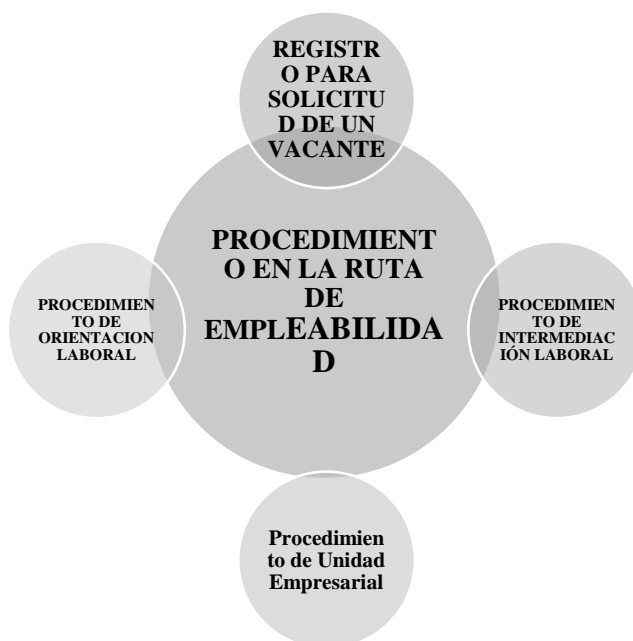 REGISTR
O PARA
SOLICITU
D DE UN
VACANTE
PROCEDIMIENT
O EN LA RUTA
DE
EMPLEABILIDA
D
PROCEDIMIEN
TO DE
ORIENTACION
LABORAL
PROCEDIMIEN
TO DE
INTERMEDIAC
IÓN LABORAL
Procedimien
to de Unidad
Empresarial